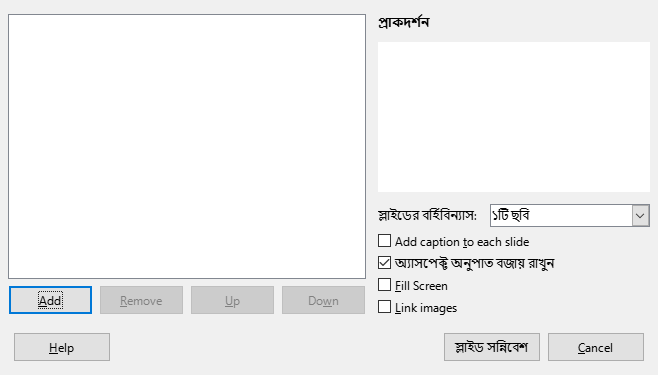 প্রাকদর্শন
স্লাইডের বর্হিবিন্যাস: ১টি ছবি
Add caption to each slide
অ্যাসপেক্ট অনুপাত বজায় রাখুন
Fill Screen
Link images
Add Remove Up Down
Help স্লাইড সন্নিবেশ Cancel